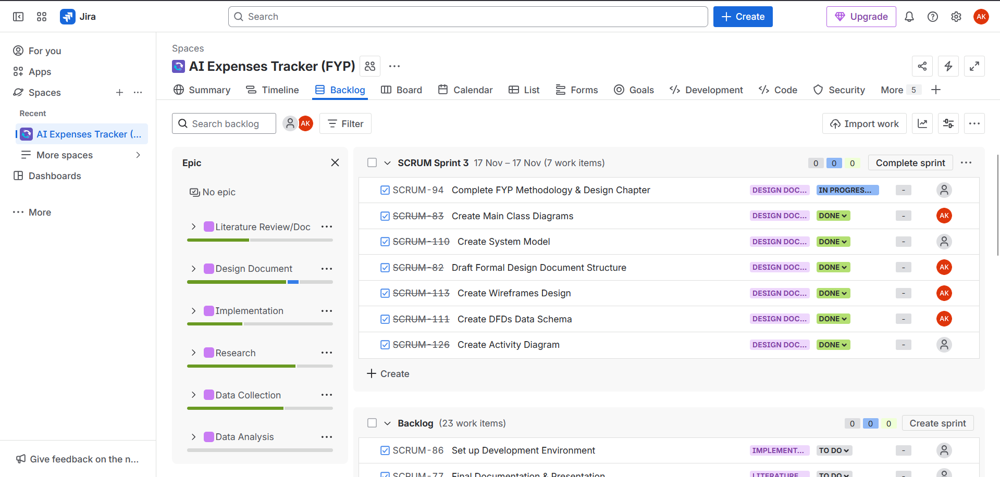 Jira
Search
Create
Upgrade
AK
For you
Apps
Spaces
Recent
AI Expenses Tracker (...
More spaces
Dashboards
More
Give feedback on the n...
Spaces
AI Expenses Tracker (FYP)
Summary
Timeline
Backlog
Board
Calendar
List
Forms
Goals
Development
Code
Security
More 5
Search backlog
AK
Filter
Import work
Epic
No epic
Literature Review/Doc
Design Document
Implementation
Research
Data Collection
Data Analysis
SCRUM Sprint 3 17 Nov – 17 Nov (7 work items) 0 0 0 Complete sprint
SCRUM-94 Complete FYP Methodology & Design Chapter DESIGN DOC... IN PROGRES... -
SCRUM-83 Create Main Class Diagrams DESIGN DOC... DONE - AK
SCRUM-110 Create System Model DESIGN DOC... DONE -
SCRUM-82 Draft Formal Design Document Structure DESIGN DOC... DONE - AK
SCRUM-113 Create Wireframes Design DESIGN DOC... DONE - AK
SCRUM-111 Create DFDs Data Schema DESIGN DOC... DONE - AK
SCRUM-126 Create Activity Diagram DESIGN DOC... DONE -
Create
Backlog (23 work items) 0 0 0 Create sprint
SCRUM-86 Set up Development Environment IMPLEMENT... TO DO -
SCRUM-77 Final Documentation & Presentation LITERATURE... TO DO -